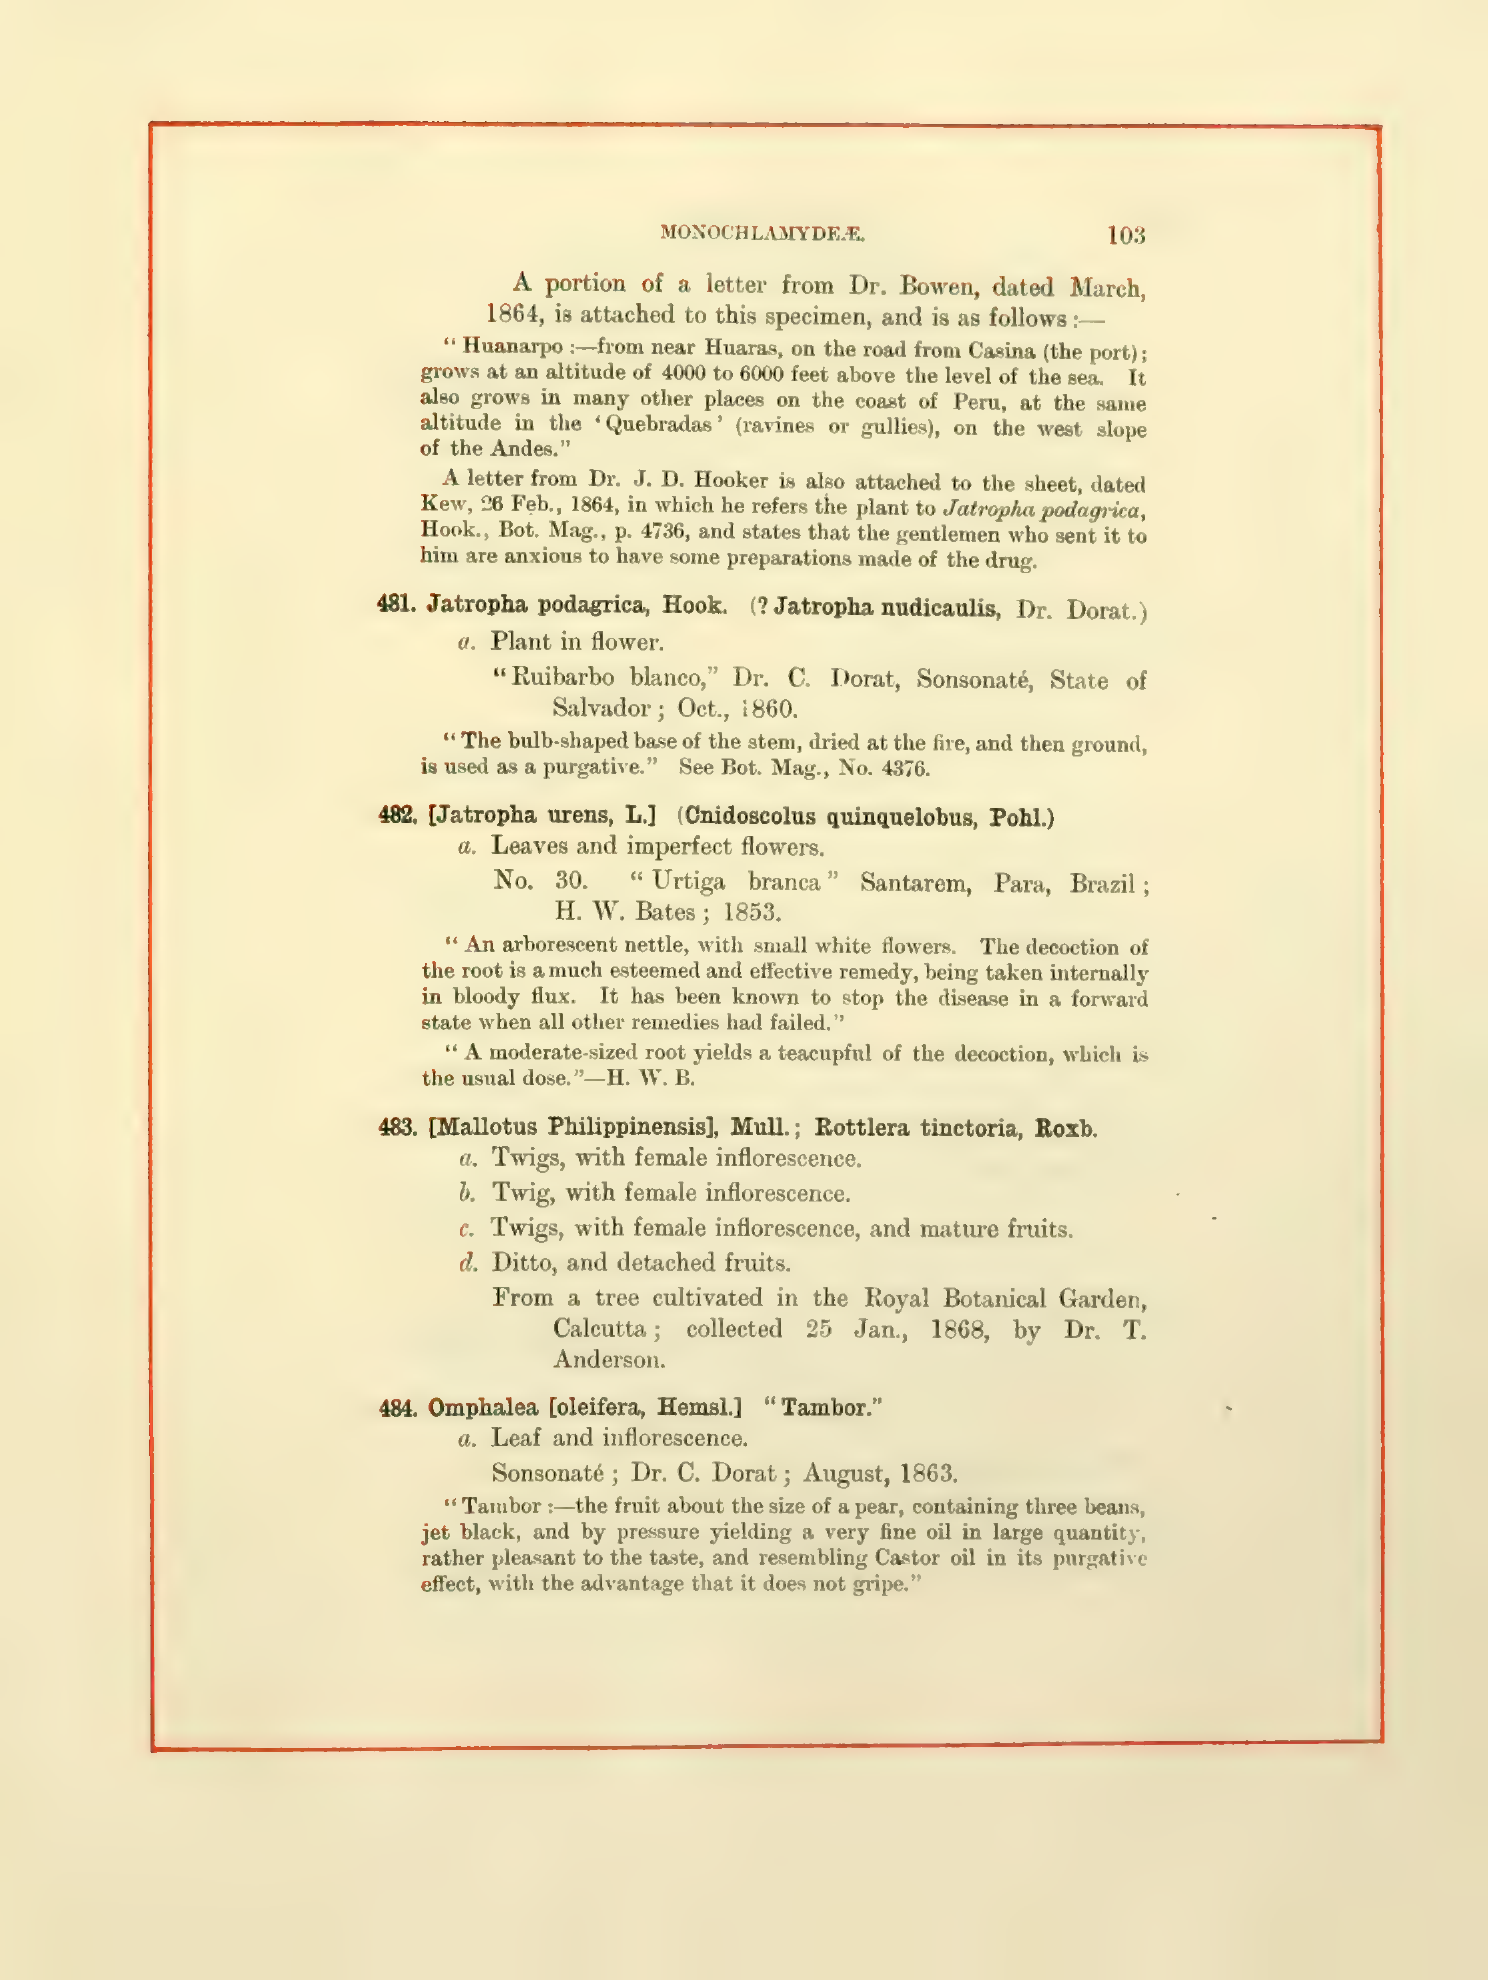 MONOCHLAMYDEÆ. 103
A portion of a letter from Dr. Bowen, dated March,
1864, is attached to this specimen, and is as follows :—
“ Huanarpo :—from near Huaras, on the road from Casina (the port) ;
grows at an altitude of 4000 to 6000 feet above the level of the sea. It
also grows in many other places on the coast of Peru, at the same
altitude in the ‘ Quebradas ’ (ravines or gullies), on the west slope
of the Andes.”
A letter from Dr. J. D. Hooker is also attached to the sheet, dated
Kew, 26 Feb., 1864, in which he refers the plant to Jatropha podagrica,
Hook., Bot. Mag., p. 4736, and states that the gentlemen who sent it to
him are anxious to have some preparations made of the drug.
481. Jatropha podagrica, Hook. (? Jatropha nudicaulis, Dr. Dorat.)
a. Plant in flower.
“ Ruibarbo blanco,” Dr. C. Dorat, Sonsonaté, State of
Salvador ; Oct., 1860.
“ The bulb-shaped base of the stem, dried at the fire, and then ground,
is used as a purgative.” See Bot. Mag., No. 4376.
482. [Jatropha urens, L.] (Cnidoscolus quinquelobus, Pohl.)
a. Leaves and imperfect flowers.
No. 30. “ Urtiga branca ” Santarem, Para, Brazil ;
H. W. Bates ; 1853.
“ An arborescent nettle, with small white flowers. The decoction of
the root is a much esteemed and effective remedy, being taken internally
in bloody flux. It has been known to stop the disease in a forward
state when all other remedies had failed.”
“ A moderate-sized root yields a teacupful of the decoction, which is
the usual dose.”—H. W. B.
483. [Mallotus Philippinensis], Mull. ; Rottlera tinctoria, Roxb.
a. Twigs, with female inflorescence.
b. Twig, with female inflorescence.
c. Twigs, with female inflorescence, and mature fruits.
d. Ditto, and detached fruits.
From a tree cultivated in the Royal Botanical Garden,
Calcutta ; collected 25 Jan., 1868, by Dr. T.
Anderson.
484. Omphalea [oleifera, Hemsl.] “ Tambor.”
a. Leaf and inflorescence.
Sonsonaté ; Dr. C. Dorat ; August, 1863.
“ Tambor :—the fruit about the size of a pear, containing three beans,
jet black, and by pressure yielding a very fine oil in large quantity,
rather pleasant to the taste, and resembling Castor oil in its purgative
effect, with the advantage that it does not gripe.”